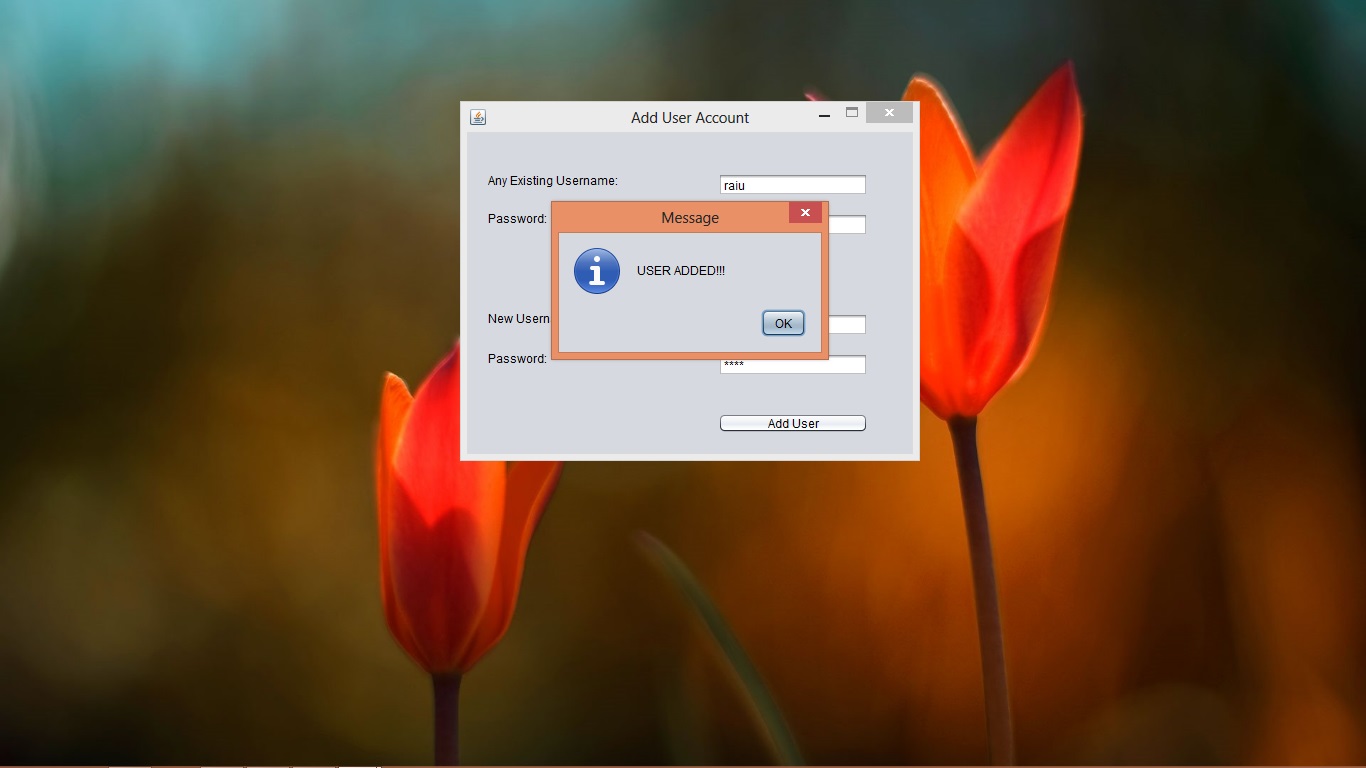 Add User Account
Any Existing Username:
raiu
Password:
Message
USER ADDED!!!
OK
New Usern
Password:
****
Add User